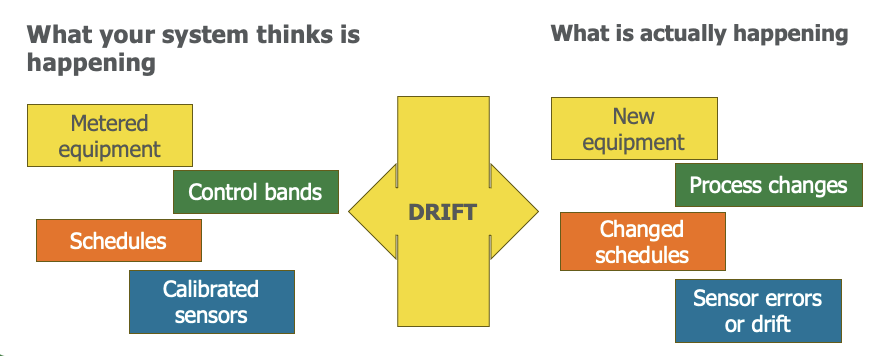 What your system thinks is
happening
What is actually happening
Metered
equipment
Control bands
Schedules
Calibrated
sensors
DRIFT
New
equipment
Process changes
Changed
schedules
Sensor errors
or drift